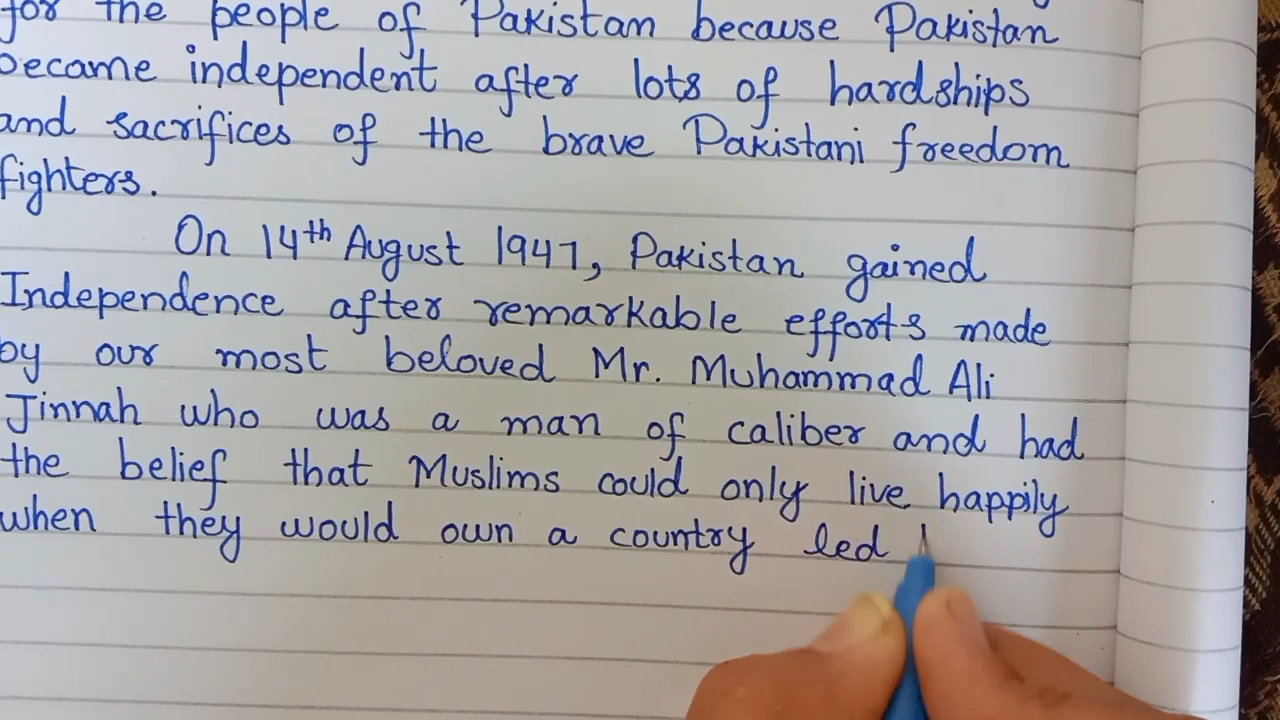 for the people of Pakistan because Pakistan
became independent after lots of hardships
and sacrifices of the brave Pakistani freedom
fighters.
On 14th August 1947, Pakistan gained
Independence after remarkable efforts made
by our most beloved Mr. Muhammad Ali
Jinnah who was a man of caliber and had
the belief that Muslims could only live happily
when they would own a country led